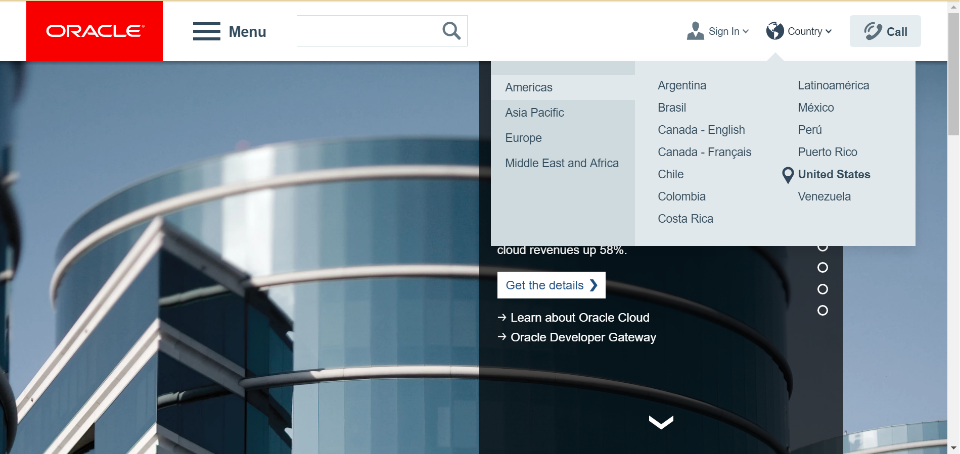 ORACLE
Menu
Sign In
Country
Call
Americas
Asia Pacific
Europe
Middle East and Africa
Argentina
Brasil
Canada - English
Canada - Français
Chile
Colombia
Costa Rica
Latinoamérica
México
Perú
Puerto Rico
United States
Venezuela
cloud revenues up 58%.
Get the details
Learn about Oracle Cloud
Oracle Developer Gateway